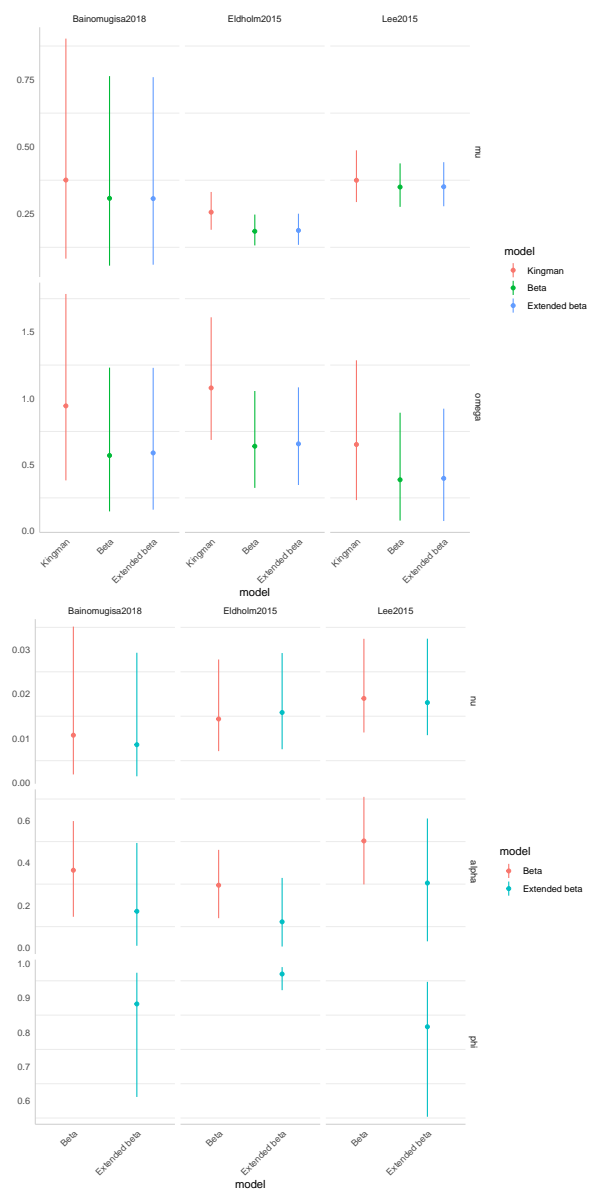 Bainomugisa2018 Eldholm2015 Lee2015
0.75
0.50
0.25
mu
1.5
1.0
0.5
0.0
omega
Kingman Beta Extended beta Kingman Beta Extended beta Kingman Beta Extended beta
model
model
Kingman
Beta
Extended beta
Bainomugisa2018 Eldholm2015 Lee2015
0.03
0.02
0.01
0.00
nu
0.6
0.4
0.2
0.0
alpha
1.0
0.9
0.8
0.7
0.6
phi
Beta Extended beta Beta Extended beta Beta Extended beta
model
model
Beta
Extended beta